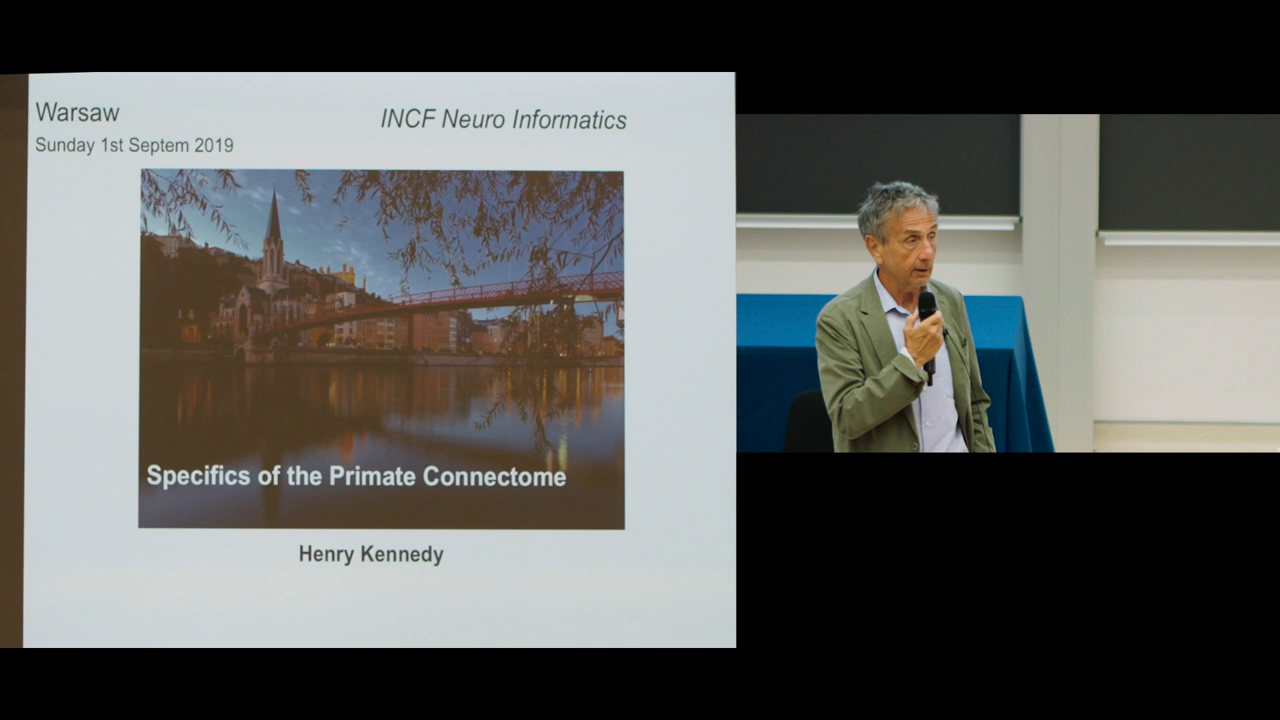 Warsaw
INCF Neuro Informatics
Sunday 1st Septem 2019
Specifics of the Primate Connectome
Henry Kennedy